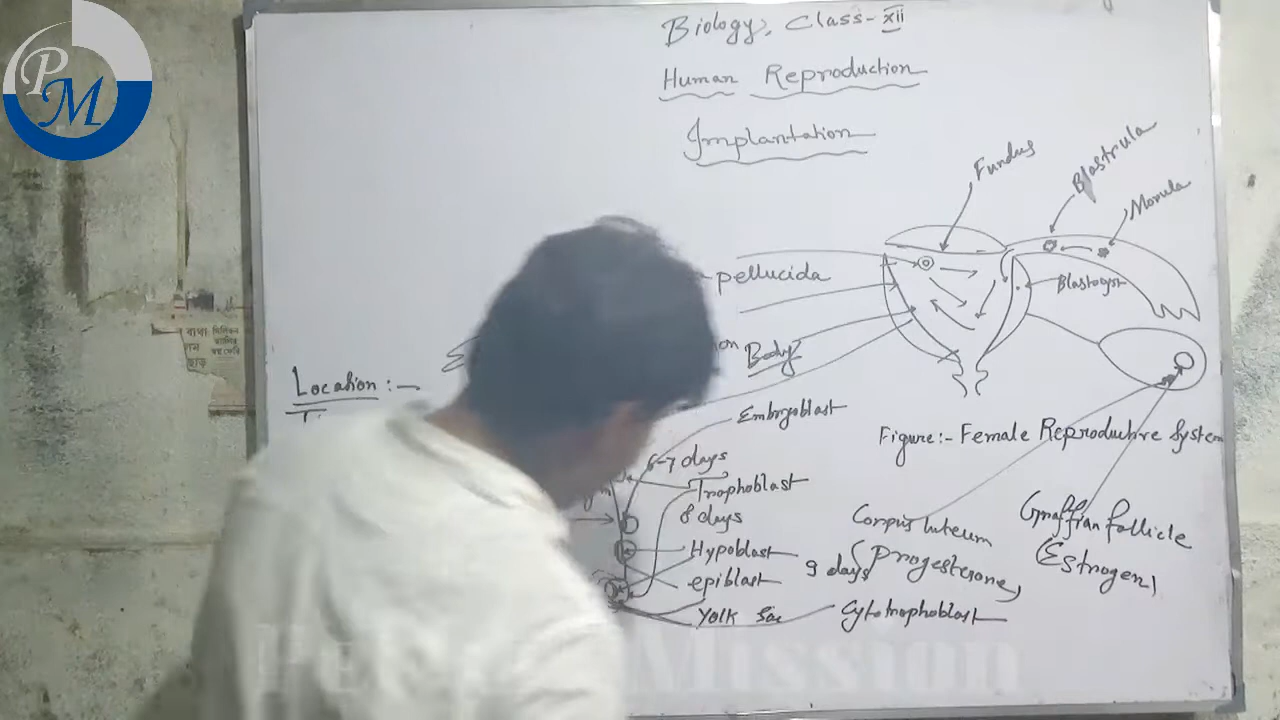 PM
Biology, Class-XII
Human Reproduction
Implantation
Fundus
Blastrula
Morula
pellucida
Blastocyst
Body
Location :-
Embryoblast
Figure:- Female Reproductive System
6-7 days
Trophoblast
8 days
Corpus luteum
(Progesterone)
Graffian follicle
(Estrogen)
Hypoblast
9 days
epiblast
Yolk Sac
Cytotrophoblast
Mission